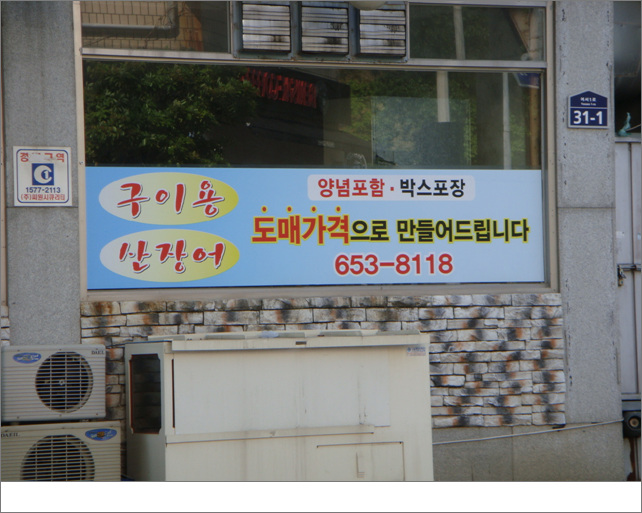 구이용
산장어
양념포함 · 박스포장
도매가격으로 만들어드립니다
653-8118
31-1
1577-2113